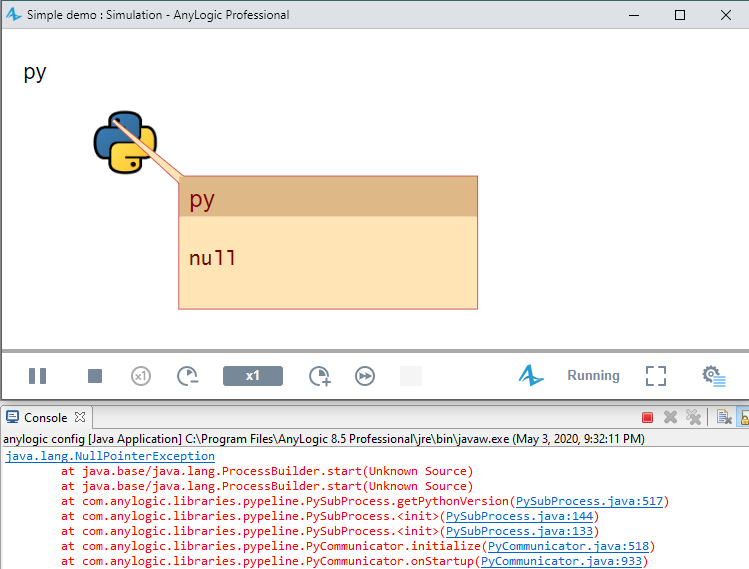 Simple demo : Simulation - AnyLogic Professional
py
py
null
x1
x1
Running
Console
anylogic config [Java Application] C:\Program Files\AnyLogic 8.5 Professional\jre\bin\javaw.exe (May 3, 2020, 9:32:11 PM)
java.lang.NullPointerException
at java.base/java.lang.ProcessBuilder.start(Unknown Source)
at java.base/java.lang.ProcessBuilder.start(Unknown Source)
at com.anylogic.libraries.pypeline.PySubProcess.getPythonVersion(PySubProcess.java:517)
at com.anylogic.libraries.pypeline.PySubProcess.<init>(PySubProcess.java:144)
at com.anylogic.libraries.pypeline.PySubProcess.<init>(PySubProcess.java:133)
at com.anylogic.libraries.pypeline.PyCommunicator.initialize(PyCommunicator.java:518)
at com.anylogic.libraries.pypeline.PyCommunicator.onStartup(PyCommunicator.java:933)